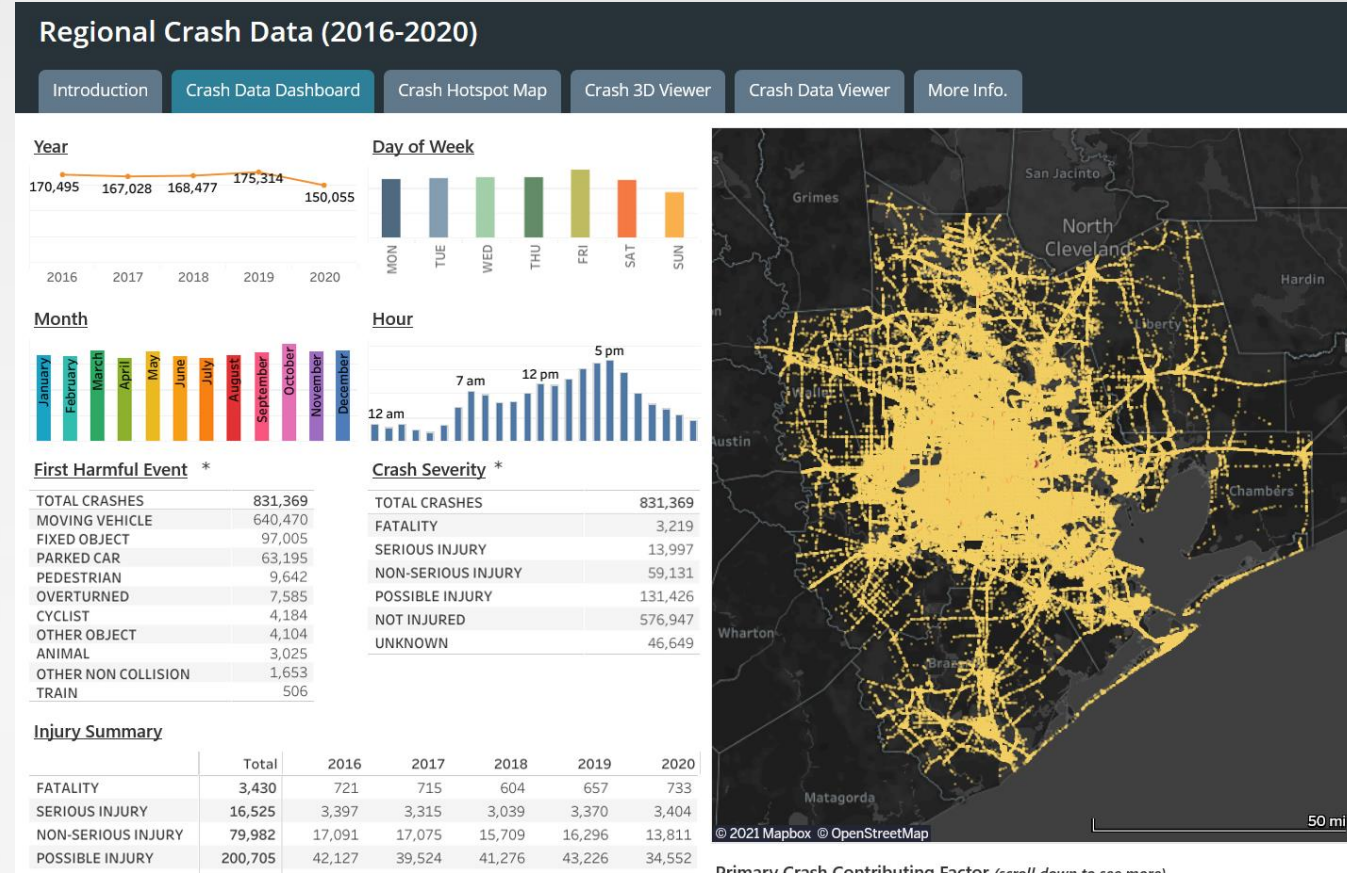 Regional Crash Data (2016-2020)
Introduction Crash Data Dashboard Crash Hotspot Map Crash 3D Viewer Crash Data Viewer More Info.
Year
170,495 167,028 168,477 175,314 150,055
2016 2017 2018 2019 2020
Day of Week
MON TUE WED THU FRI SAT SUN
Month
January February March April May June July August September October November December
Hour
12 am 7 am 12 pm 5 pm
First Harmful Event *
TOTAL CRASHES 831,369
MOVING VEHICLE 640,470
FIXED OBJECT 97,005
PARKED CAR 63,195
PEDESTRIAN 9,642
OVERTURNED 7,585
CYCLIST 4,184
OTHER OBJECT 4,104
ANIMAL 3,025
OTHER NON COLLISION 1,653
TRAIN 506
Crash Severity *
TOTAL CRASHES 831,369
FATALITY 3,219
SERIOUS INJURY 13,997
NON-SERIOUS INJURY 59,131
POSSIBLE INJURY 131,426
NOT INJURED 576,947
UNKNOWN 46,649
Injury Summary
Total 2016 2017 2018 2019 2020
FATALITY 3,430 721 715 604 657 733
SERIOUS INJURY 16,525 3,397 3,315 3,039 3,370 3,404
NON-SERIOUS INJURY 79,982 17,091 17,075 15,709 16,296 13,811
POSSIBLE INJURY 200,705 42,127 39,524 41,276 43,226 34,552
San Jacinto
Grimes
North
Cleveland
Hardin
Liberty
Austin
Chambers
Wharton
Matagorda
50 mi
© 2021 Mapbox © OpenStreetMap
Primary Crash Contributing Factor (scroll down to see more)